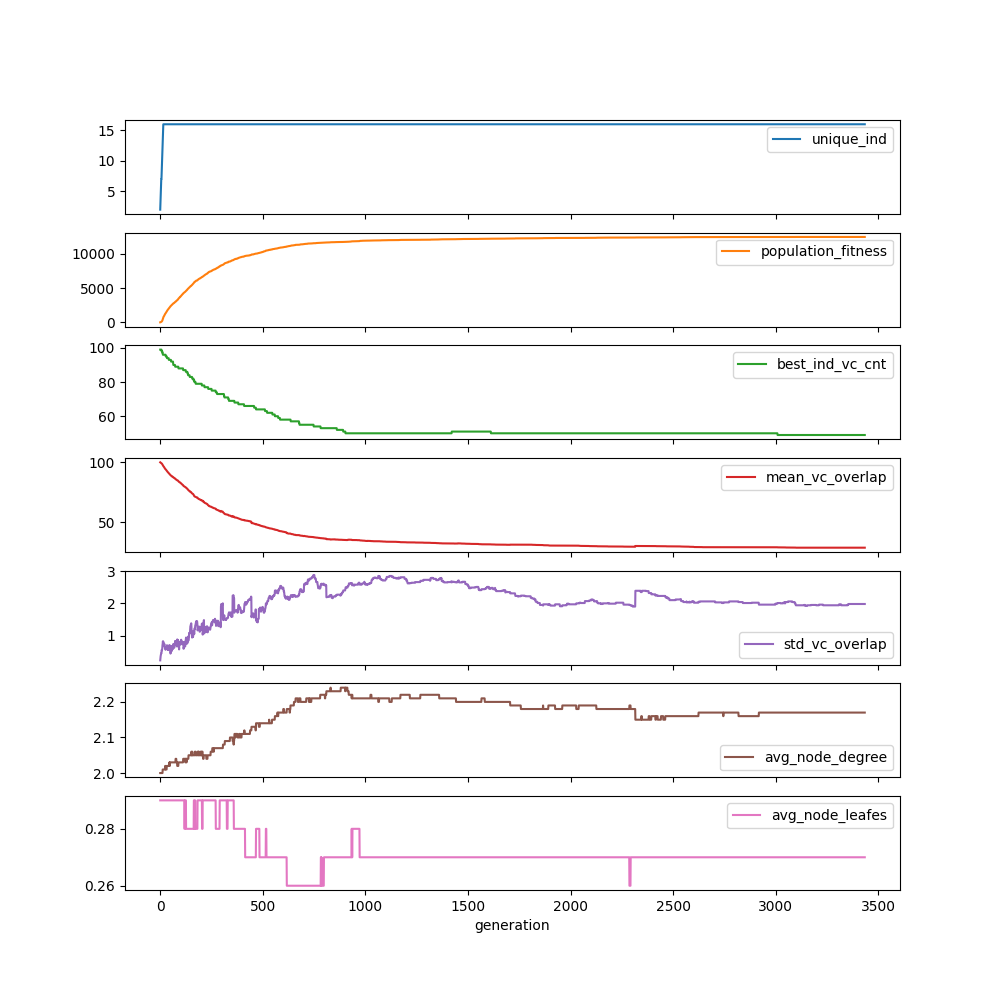 15
10
5
unique_ind
10000
5000
0
population_fitness
100
80
60
best_ind_vc_cnt
100
50
mean_vc_overlap
3
2
1
std_vc_overlap
2.2
2.1
2.0
avg_node_degree
0.28
0.26
avg_node_leafes
0 500 1000 1500 2000 2500 3000 3500
generation